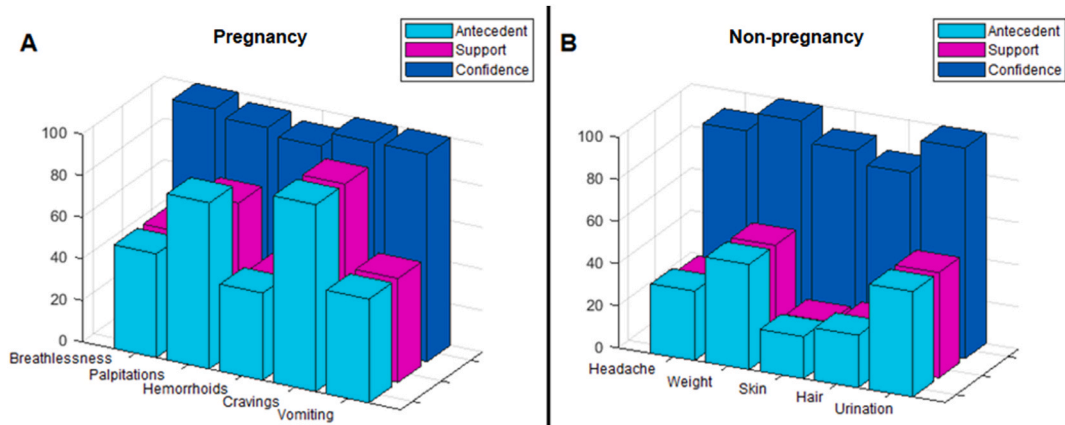 A
Pregnancy
Antecedent
Support
Confidence
100
80
60
40
20
0
Breathlessness
Palpitations
Hemorrhoids
Cravings
Vomiting
B
Non-pregnancy
Antecedent
Support
Confidence
100
80
60
40
20
0
Headache
Weight
Skin
Hair
Urination